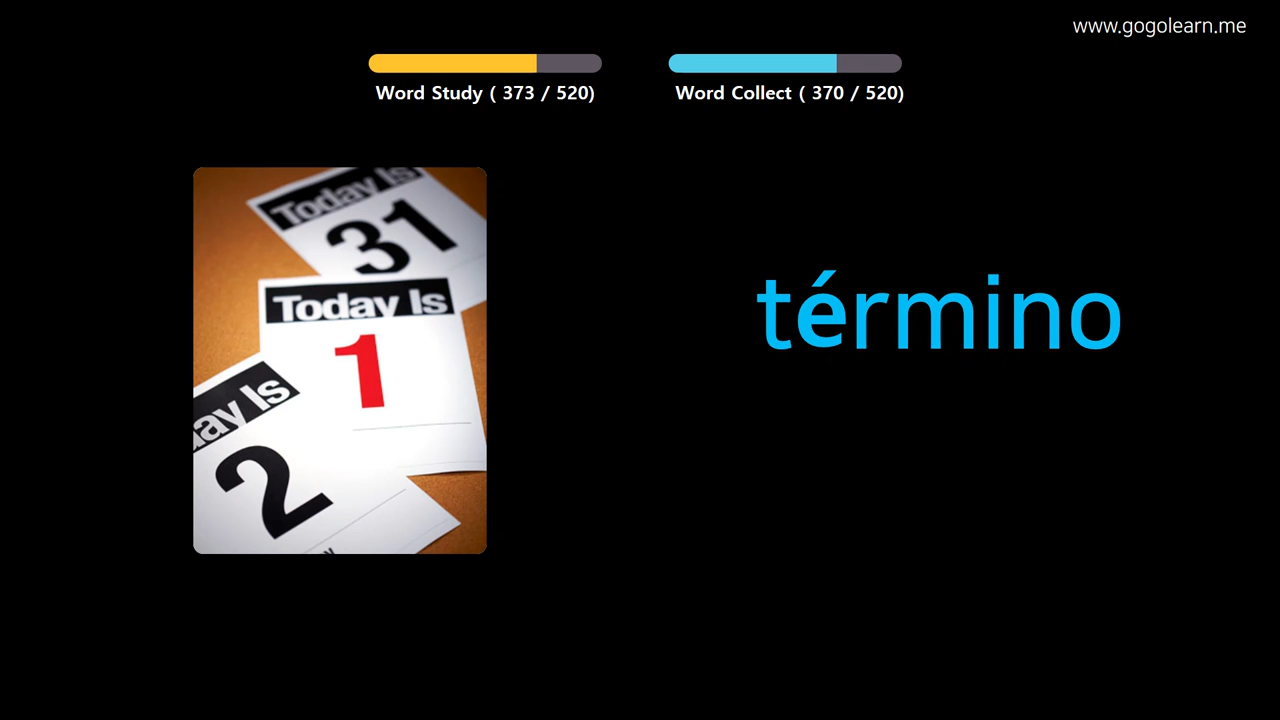 www.gogolearn.me
Word Study ( 373 / 520)
Word Collect ( 370 / 520)
Today Is
31
Today Is
1
ay Is
2
término